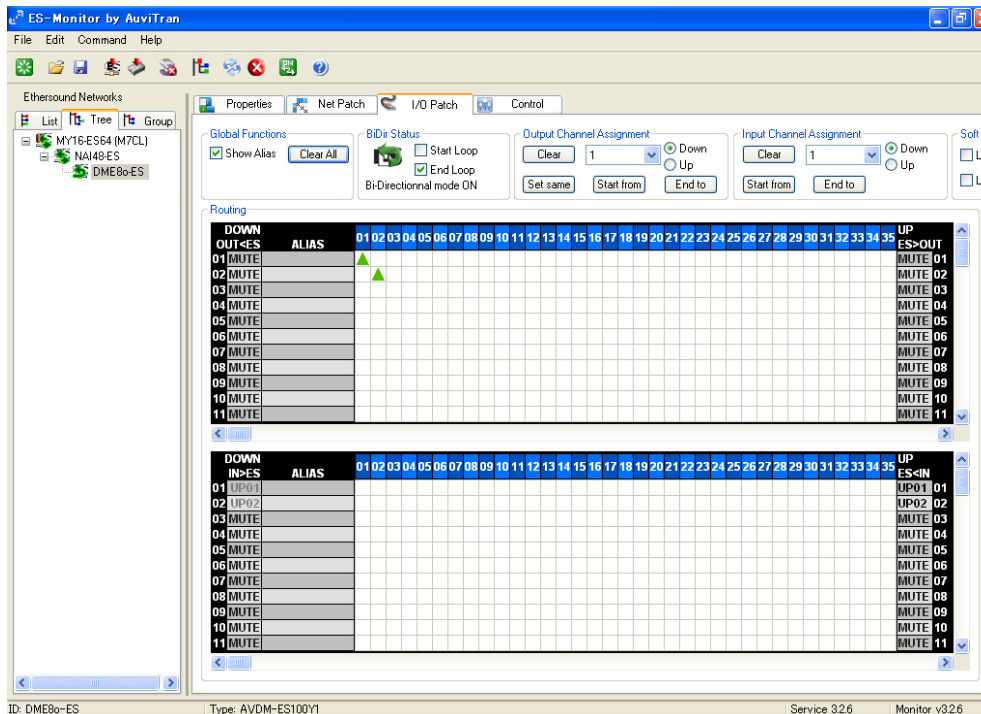 ES-Monitor by AuviTran
File Edit Command Help
Ethersound Networks
List Tree Group
MY16-ES64 (M7CL)
NAI48-ES
DME8o-ES
Properties Net Patch I/O Patch Control
Global Functions
Show Alias Clear All
BiDir Status
Start Loop
End Loop
Bi-Directionnal mode ON
Output Channel Assignment
Clear 1 Down
Up
Set same Start from End to
Input Channel Assignment
Clear 1 Down
Up
Start from End to
Soft
L
L
Routing
DOWN UP
OUT<ES ALIAS 01 02 03 04 05 06 07 08 09 10 11 12 13 14 15 16 17 18 19 20 21 22 23 24 25 26 27 28 29 30 31 32 33 34 35 ES>OUT
01 MUTE MUTE 01
02 MUTE MUTE 02
03 MUTE MUTE 03
04 MUTE MUTE 04
05 MUTE MUTE 05
06 MUTE MUTE 06
07 MUTE MUTE 07
08 MUTE MUTE 08
09 MUTE MUTE 09
10 MUTE MUTE 10
11 MUTE MUTE 11
DOWN UP
IN>ES ALIAS 01 02 03 04 05 06 07 08 09 10 11 12 13 14 15 16 17 18 19 20 21 22 23 24 25 26 27 28 29 30 31 32 33 34 35 ES<IN
01 UP01 UP01 01
02 UP02 UP02 02
03 MUTE MUTE 03
04 MUTE MUTE 04
05 MUTE MUTE 05
06 MUTE MUTE 06
07 MUTE MUTE 07
08 MUTE MUTE 08
09 MUTE MUTE 09
10 MUTE MUTE 10
11 MUTE MUTE 11
ID: DME8o-ES Type: AVDM-ES100Y1 Service 3.2.6 Monitor v3.2.6